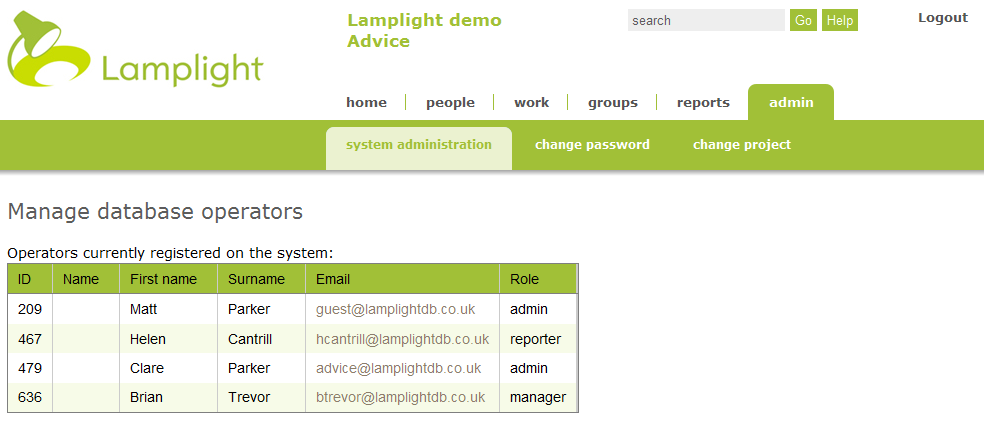 Lamplight
Lamplight demo
Advice
search Go Help
Logout
home people work groups reports admin
system administration change password change project
Manage database operators
Operators currently registered on the system:
ID Name First name Surname Email Role
209 Matt Parker guest@lamplightdb.co.uk admin
467 Helen Cantrill hcantrill@lamplightdb.co.uk reporter
479 Clare Parker advice@lamplightdb.co.uk admin
636 Brian Trevor btrevor@lamplightdb.co.uk manager